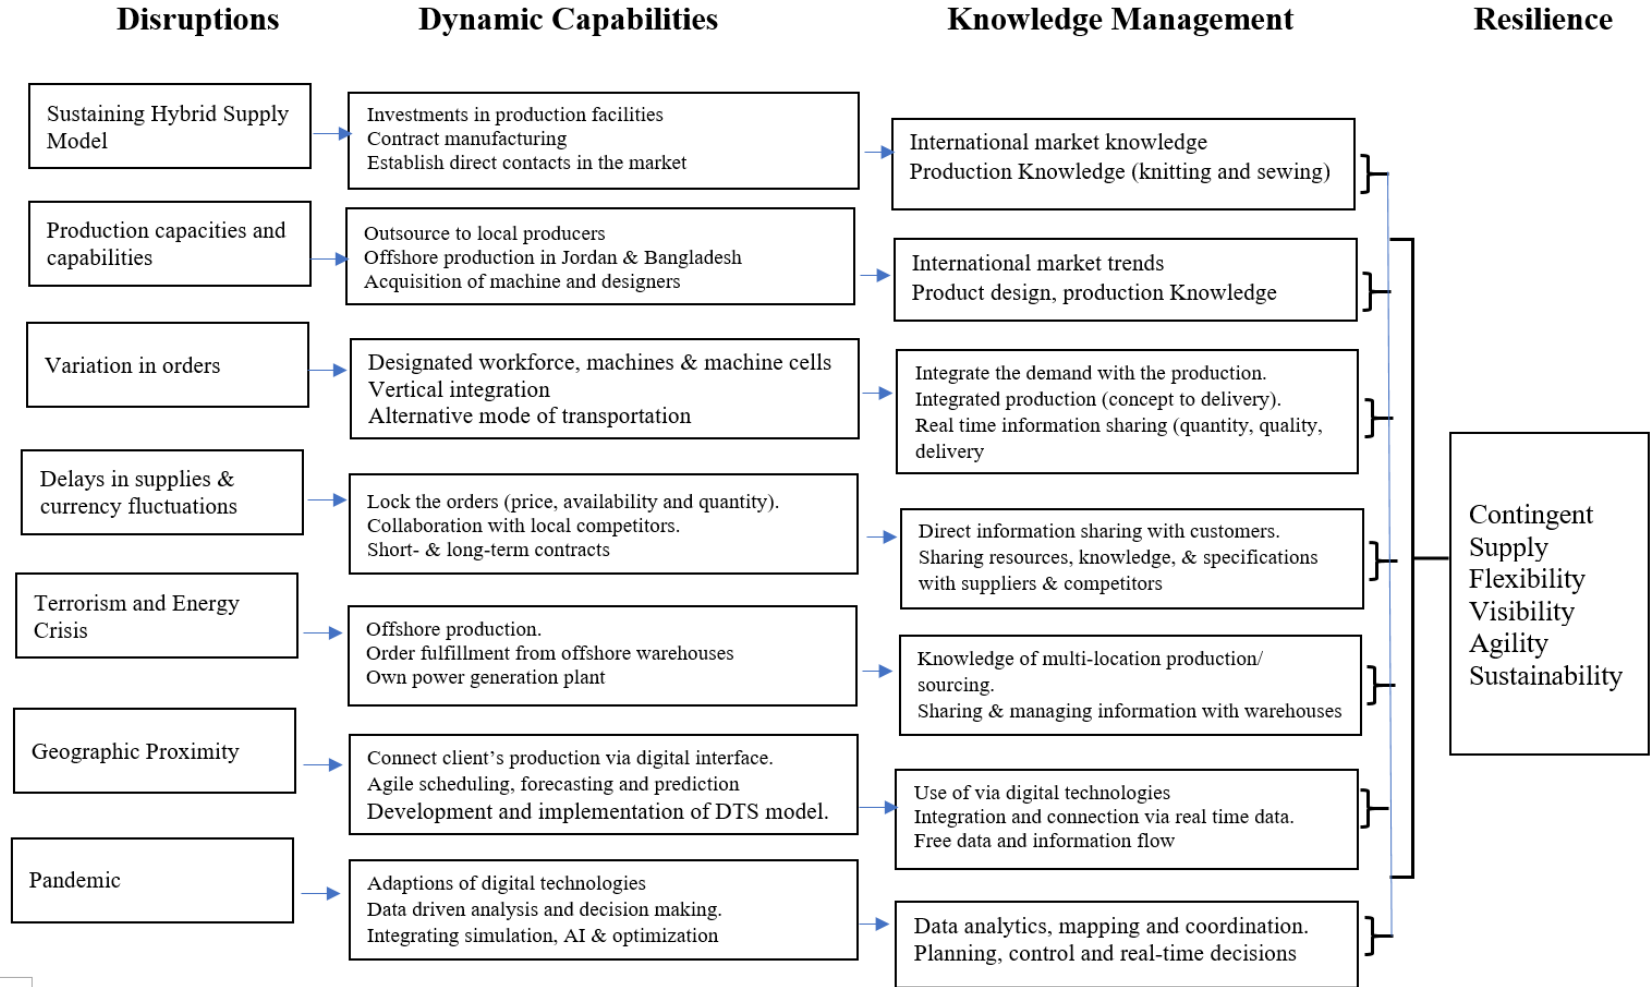 Disruptions
Dynamic Capabilities
Knowledge Management
Resilience
Sustaining Hybrid Supply
Model
Investments in production facilities
Contract manufacturing
Establish direct contacts in the market
International market knowledge
Production Knowledge (knitting and sewing)
Production capacities and
capabilities
Outsource to local producers
Offshore production in Jordan & Bangladesh
Acquisition of machine and designers
International market trends
Product design, production Knowledge
Variation in orders
Designated workforce, machines & machine cells
Vertical integration
Alternative mode of transportation
Integrate the demand with the production.
Integrated production (concept to delivery).
Real time information sharing (quantity, quality,
delivery
Delays in supplies &
currency fluctuations
Lock the orders (price, availability and quantity).
Collaboration with local competitors.
Short- & long-term contracts
Direct information sharing with customers.
Sharing resources, knowledge, & specifications
with suppliers & competitors
Terrorism and Energy
Crisis
Offshore production.
Order fulfillment from offshore warehouses
Own power generation plant
Knowledge of multi-location production/
sourcing.
Sharing & managing information with warehouses
Geographic Proximity
Connect client’s production via digital interface.
Agile scheduling, forecasting and prediction
Development and implementation of DTS model.
Use of via digital technologies
Integration and connection via real time data.
Free data and information flow
Pandemic
Adaptions of digital technologies
Data driven analysis and decision making.
Integrating simulation, AI & optimization
Data analytics, mapping and coordination.
Planning, control and real-time decisions
Contingent
Supply
Flexibility
Visibility
Agility
Sustainability